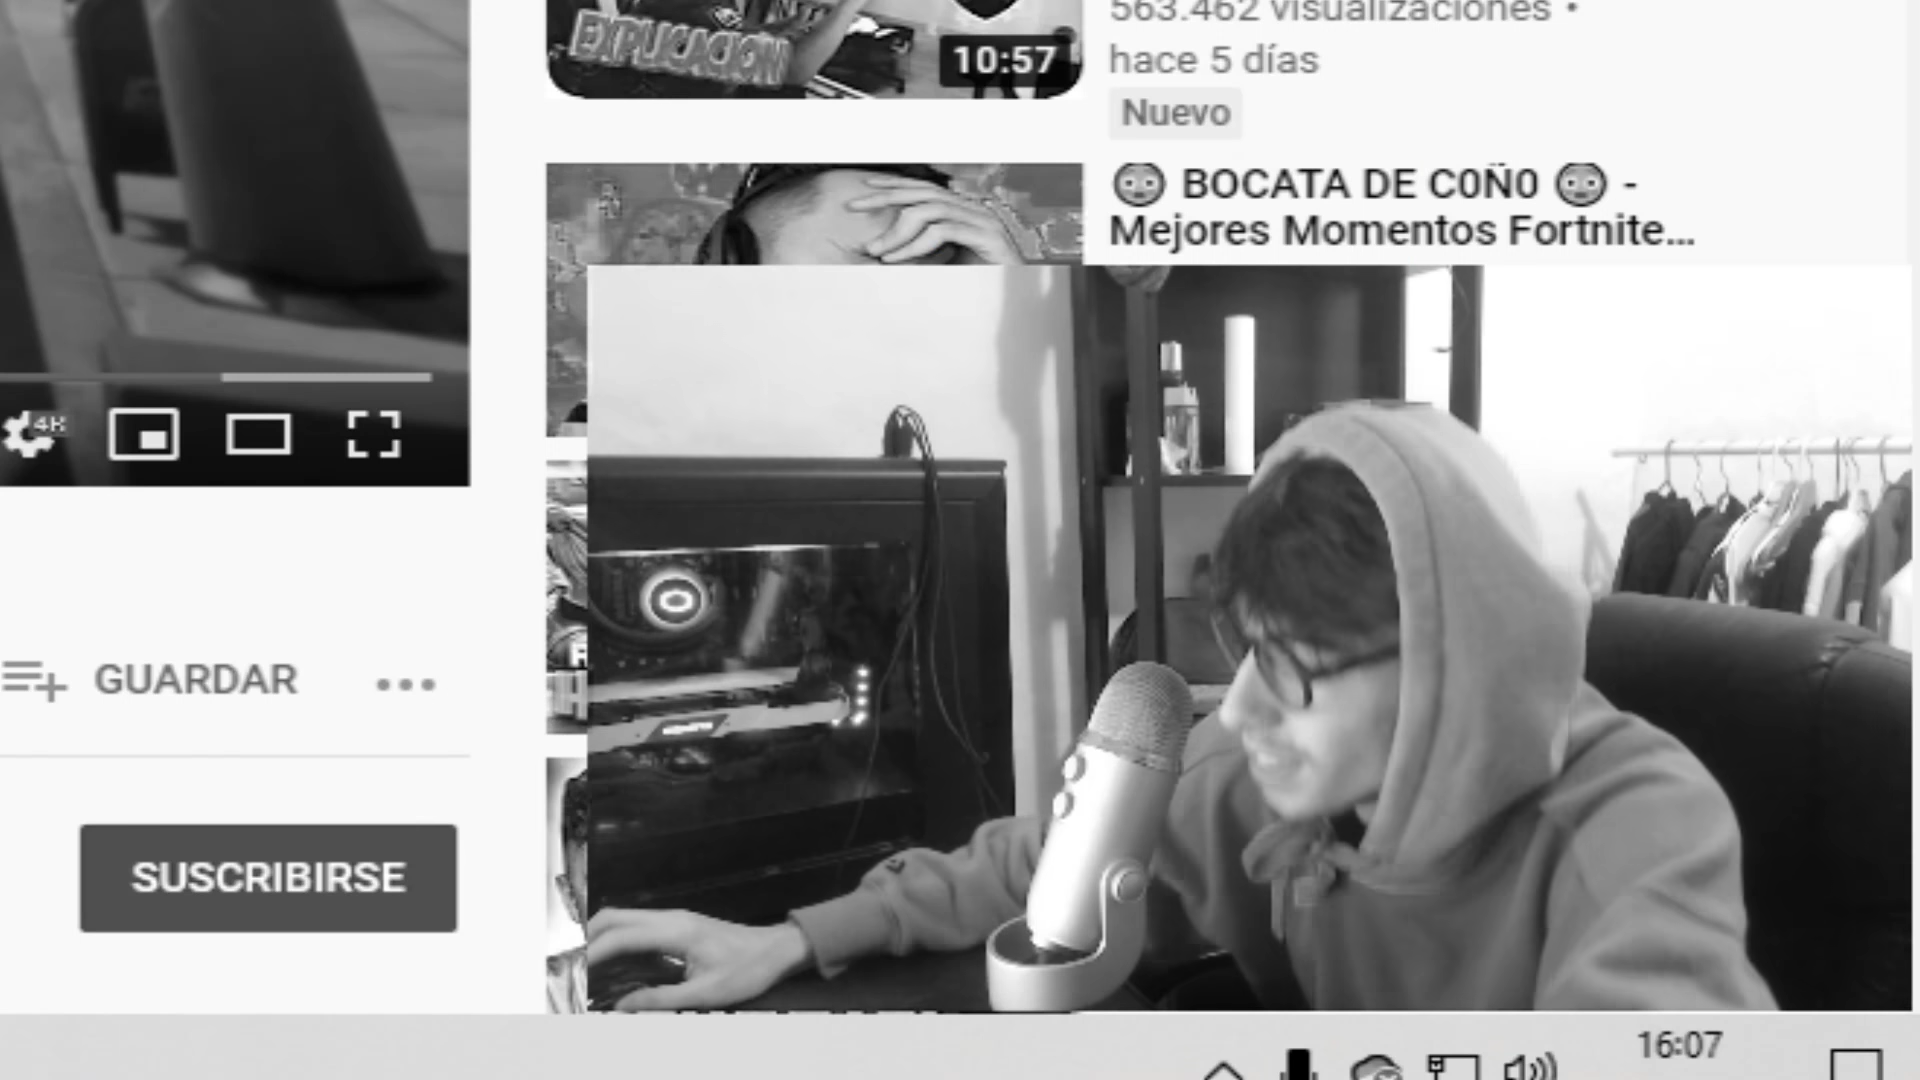 563.462 visualizaciones •
hace 5 días
EXPLICACIÓN
10:57
Nuevo
😳 BOCATA DE C0Ñ0 😳 -
Mejores Momentos Fortnite...
4K
GUARDAR
SUSCRIBIRSE
16:07